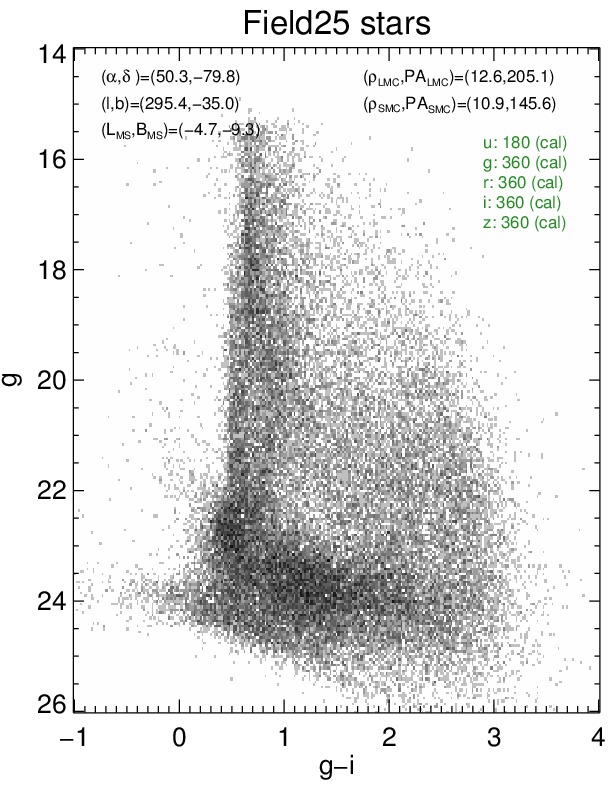 Field25 stars
(α,δ )=(50.3,−79.8)
(ρLMC,PALMC)=(12.6,205.1)
(l,b)=(295.4,−35.0)
(ρSMC,PASMC)=(10.9,145.6)
(LMS,BMS)=(−4.7,−9.3)
u: 180 (cal)
g: 360 (cal)
r: 360 (cal)
i: 360 (cal)
z: 360 (cal)
14
16
18
20
22
24
26
g
−1 0 1 2 3 4
g−i